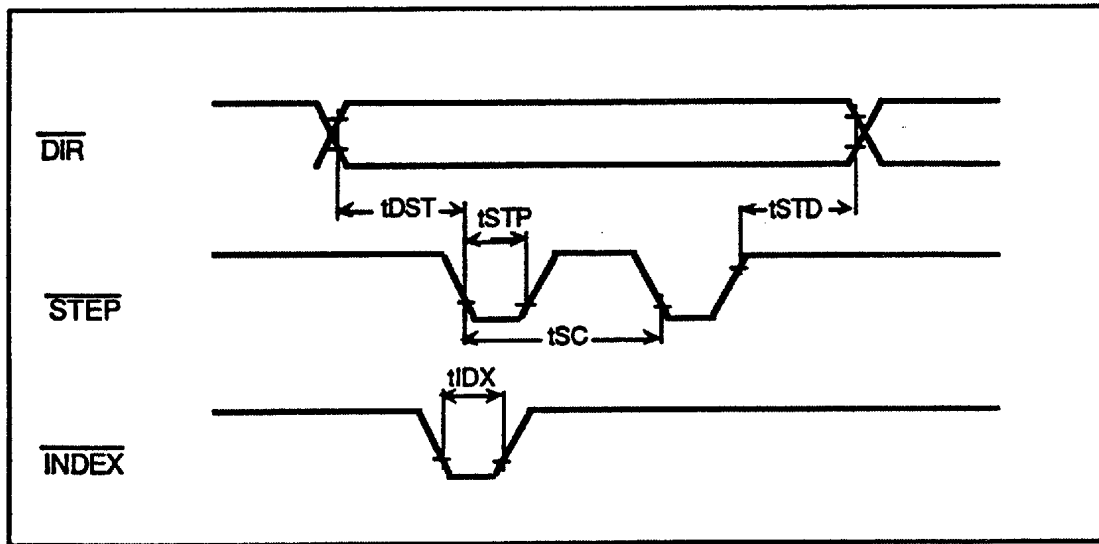 DIR
tDST
tSTP
tSTD
STEP
tSC
tIDX
INDEX